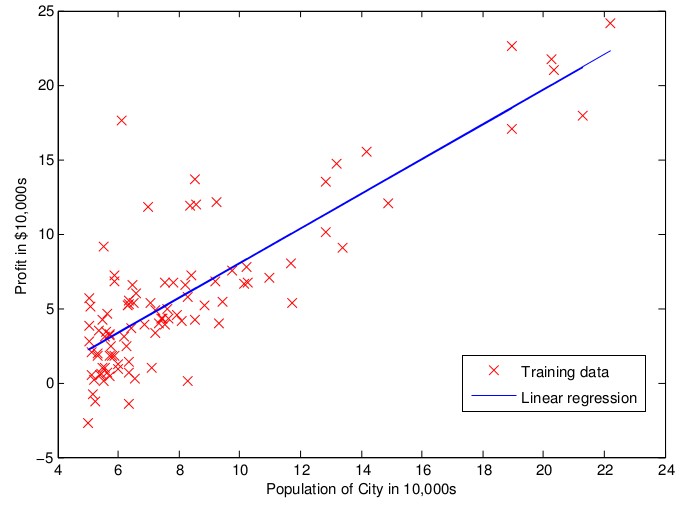 25
20
15
10
5
0
−5
4 6 8 10 12 14 16 18 20 22 24
Profit in $10,000s
Population of City in 10,000s
Training data
Linear regression